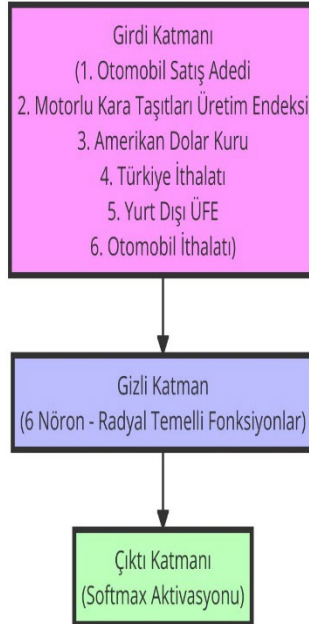 Girdi Katmanı
(1. Otomobil Satış Adedi
2. Motorlu Kara Taşıtları Üretim Endeksi
3. Amerikan Dolar Kuru
4. Türkiye İthalatı
5. Yurt Dışı ÜFE
6. Otomobil İthalatı)
Gizli Katman
(6 Nöron - Radyal Temelli Fonksiyonlar)
Çıktı Katmanı
(Softmax Aktivasyonu)